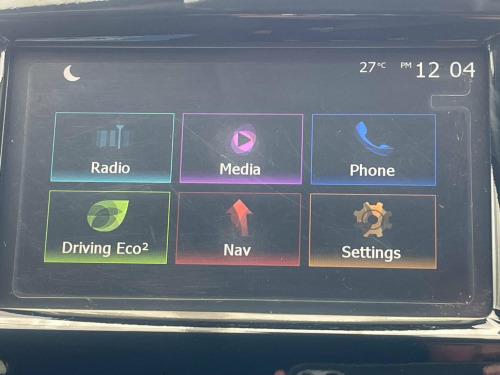 27°C PM 12 04
Radio Media Phone
Driving Eco² Nav Settings